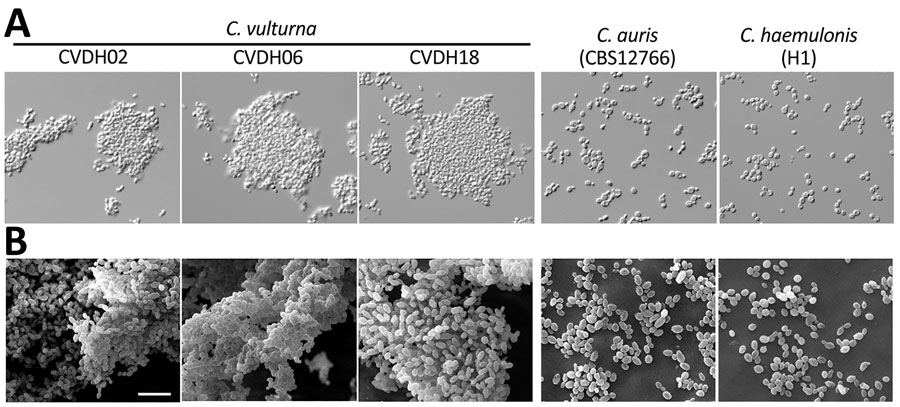 A
C. vulturna
CVDH02 CVDH06 CVDH18
C. auris
(CBS12766)
C. haemulonis
(H1)
B